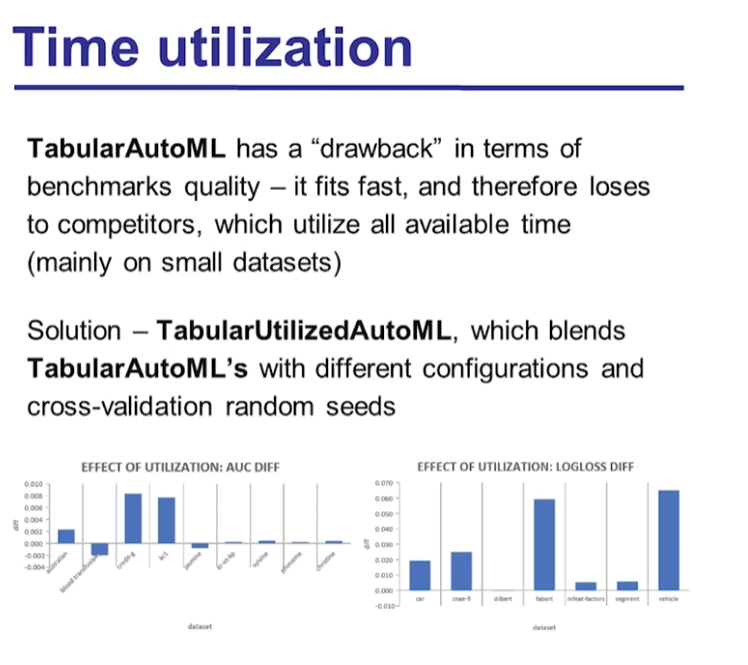 Time utilization
TabularAutoML has a “drawback” in terms of
benchmarks quality – it fits fast, and therefore loses
to competitors, which utilize all available time
(mainly on small datasets)
Solution – TabularUtilizedAutoML, which blends
TabularAutoML’s with different configurations and
cross-validation random seeds
EFFECT OF UTILIZATION: AUC DIFF
0.010
0.008
0.006
0.004
0.002
0.000
-0.002
-0.004
diff
australian
blood-transfusion
credit-g
kc1
jasmine
kr-vs-kp
sylvine
phoneme
christine
dataset
EFFECT OF UTILIZATION: LOGLOSS DIFF
0.070
0.060
0.050
0.040
0.030
0.020
0.010
0.000
-0.010
diff
car
cnae-9
dilbert
fabert
mfeat-factors
segment
vehicle
dataset